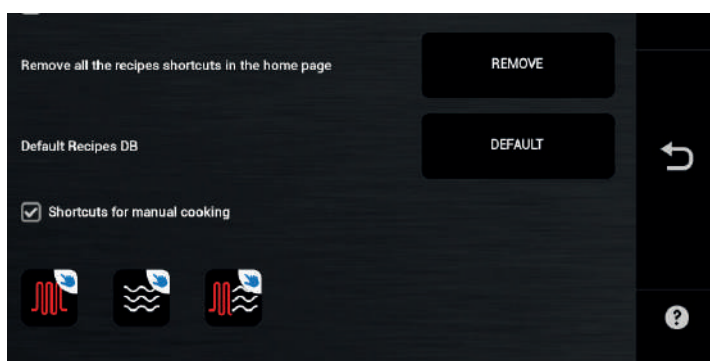 Remove all the recipes shortcuts in the home page
REMOVE
Default Recipes DB
DEFAULT
Shortcuts for manual cooking
?